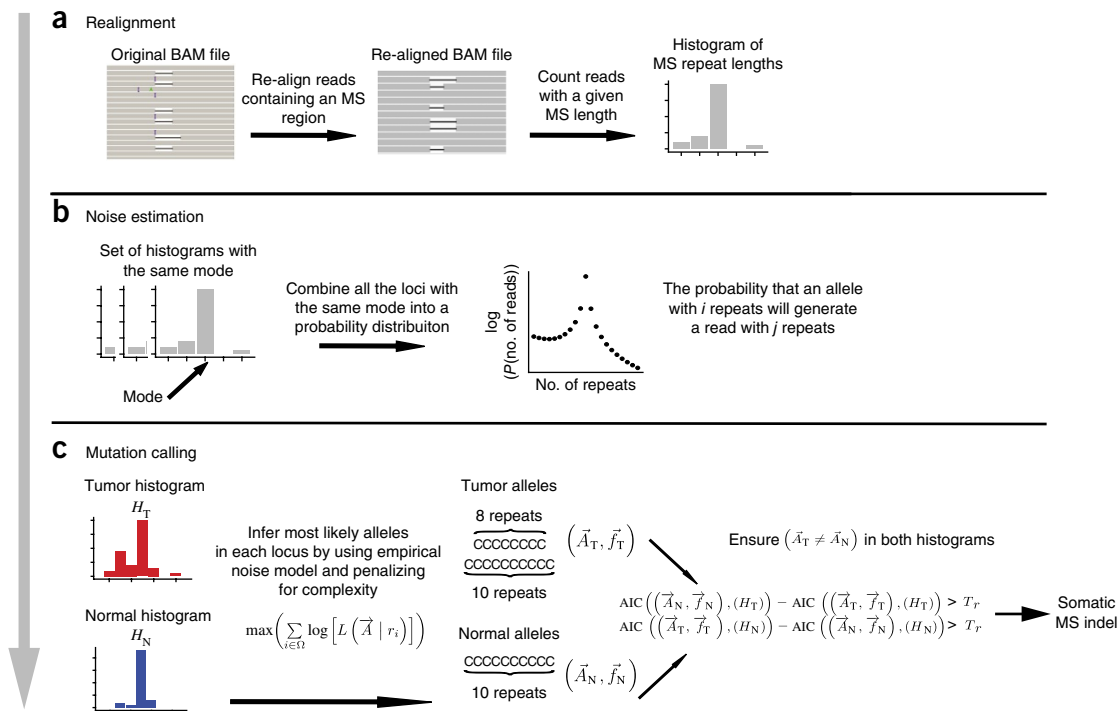 a Realignment
Original BAM file
Re-align reads
containing an MS
region
Re-aligned BAM file
Count reads
with a given
MS length
Histogram of
MS repeat lengths
b Noise estimation
Set of histograms with
the same mode
Mode
Combine all the loci with
the same mode into a
probability distribuiton
log
(P(no. of reads))
No. of repeats
The probability that an allele
with i repeats will generate
a read with j repeats
c Mutation calling
Tumor histogram
H_T
Normal histogram
H_N
Infer most likely alleles
in each locus by using empirical
noise model and penalizing
for complexity
max(∑_{i∈Ω} log[L(A⃗ | r_i)])
Tumor alleles
8 repeats
CCCCCCCC
CCCCCCCCCC
10 repeats
(A⃗_T, f⃗_T)
Normal alleles
CCCCCCCCCC
10 repeats
(A⃗_N, f⃗_N)
Ensure (A⃗_T ≠ A⃗_N) in both histograms
AIC((A⃗_N, f⃗_N), (H_T)) − AIC((A⃗_T, f⃗_T), (H_T)) > T_r
AIC((A⃗_T, f⃗_T), (H_N)) − AIC((A⃗_N, f⃗_N), (H_N)) > T_r
Somatic
MS indel